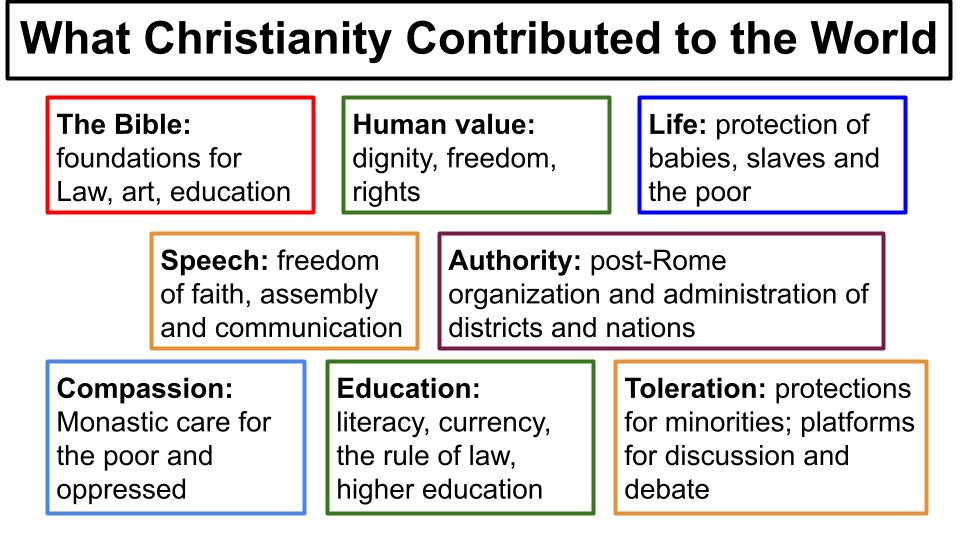 What Christianity Contributed to the World
The Bible:
foundations for
Law, art, education
Human value:
dignity, freedom,
rights
Life: protection of
babies, slaves and
the poor
Speech: freedom
of faith, assembly
and communication
Authority: post-Rome
organization and administration of
districts and nations
Compassion:
Monastic care for
the poor and
oppressed
Education:
literacy, currency,
the rule of law,
higher education
Toleration: protections
for minorities; platforms
for discussion and
debate